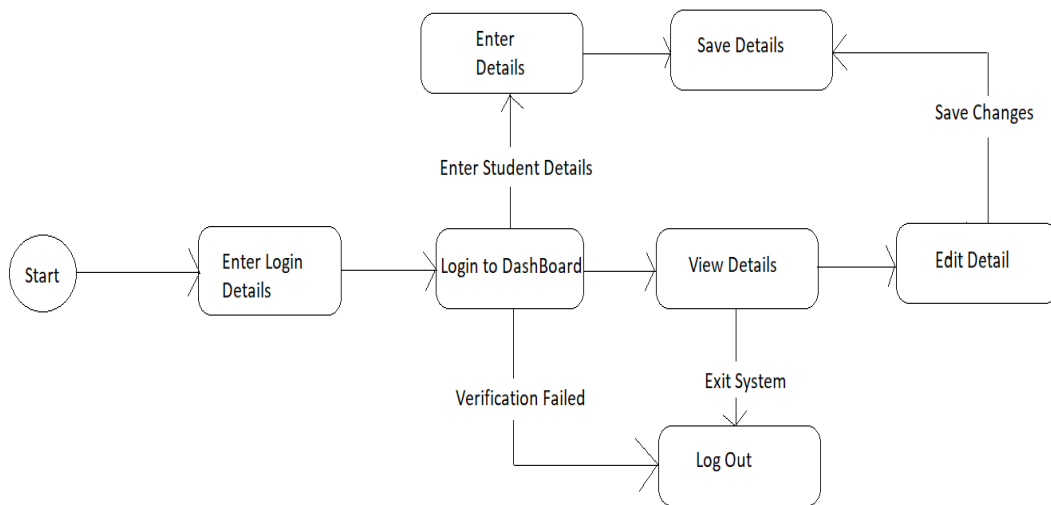 Enter
Details
Save Details
Save Changes
Enter Student Details
Start
Enter Login
Details
Login to DashBoard
View Details
Edit Detail
Verification Failed
Exit System
Log Out